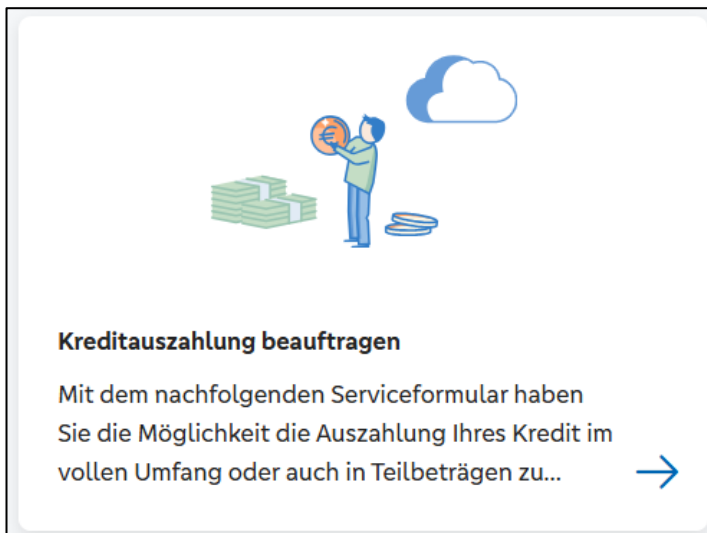 €
Kreditauszahlung beauftragen
Mit dem nachfolgenden Serviceformular haben
Sie die Möglichkeit die Auszahlung Ihres Kredit im
vollen Umfang oder auch in Teilbeträgen zu...